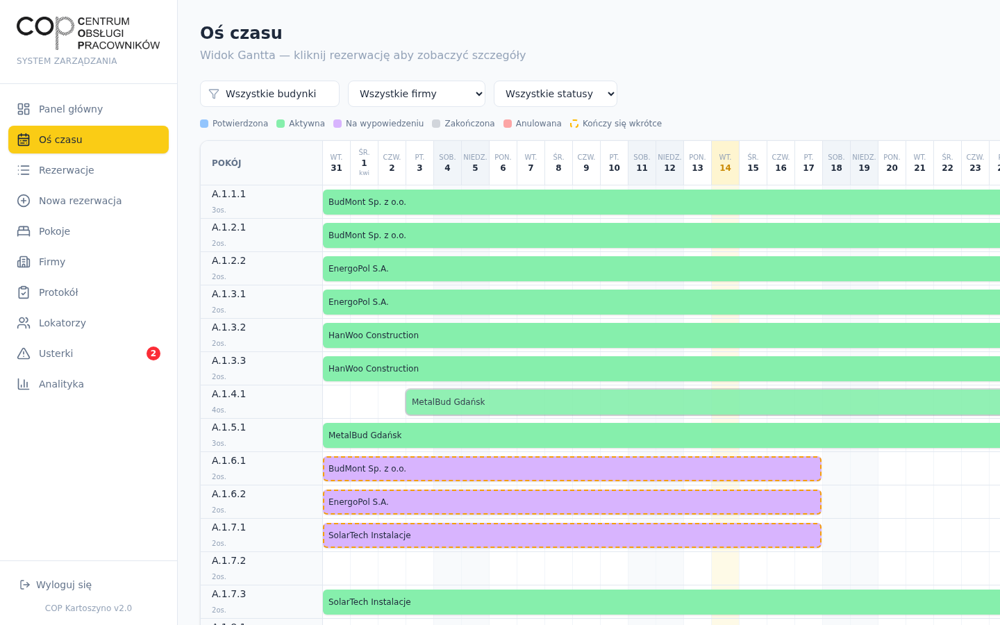 COP CENTRUM
OBSŁUGI
PRACOWNIKÓW
SYSTEM ZARZĄDZANIA
Panel główny
Oś czasu
Rezerwacje
Nowa rezerwacja
Pokoje
Firmy
Protokół
Lokatorzy
Usterki 2
Analityka
Wyloguj się
COP Kartoszyno v2.0
Oś czasu
Widok Gantta — kliknij rezerwację aby zobaczyć szczegóły
Wszystkie budynki Wszystkie firmy Wszystkie statusy
Potwierdzona Aktywna Na wypowiedzeniu Zakończona Anulowana Kończy się wkrótce
POKÓJ
WT. 31
ŚR. 1 kwi
CZW. 2
PT. 3
SOB. 4
NIEDZ. 5
PON. 6
WT. 7
ŚR. 8
CZW. 9
PT. 10
SOB. 11
NIEDZ. 12
PON. 13
WT. 14
ŚR. 15
CZW. 16
PT. 17
SOB. 18
NIEDZ. 19
PON. 20
WT. 21
ŚR. 22
CZW. 23
A.1.1.1
3os.
BudMont Sp. z o.o.
A.1.2.1
2os.
BudMont Sp. z o.o.
A.1.2.2
2os.
EnergoPol S.A.
A.1.3.1
2os.
EnergoPol S.A.
A.1.3.2
2os.
HanWoo Construction
A.1.3.3
2os.
HanWoo Construction
A.1.4.1
4os.
MetalBud Gdańsk
A.1.5.1
3os.
MetalBud Gdańsk
A.1.6.1
2os.
BudMont Sp. z o.o.
A.1.6.2
2os.
EnergoPol S.A.
A.1.7.1
2os.
SolarTech Instalacje
A.1.7.2
2os.
A.1.7.3
2os.
SolarTech Instalacje